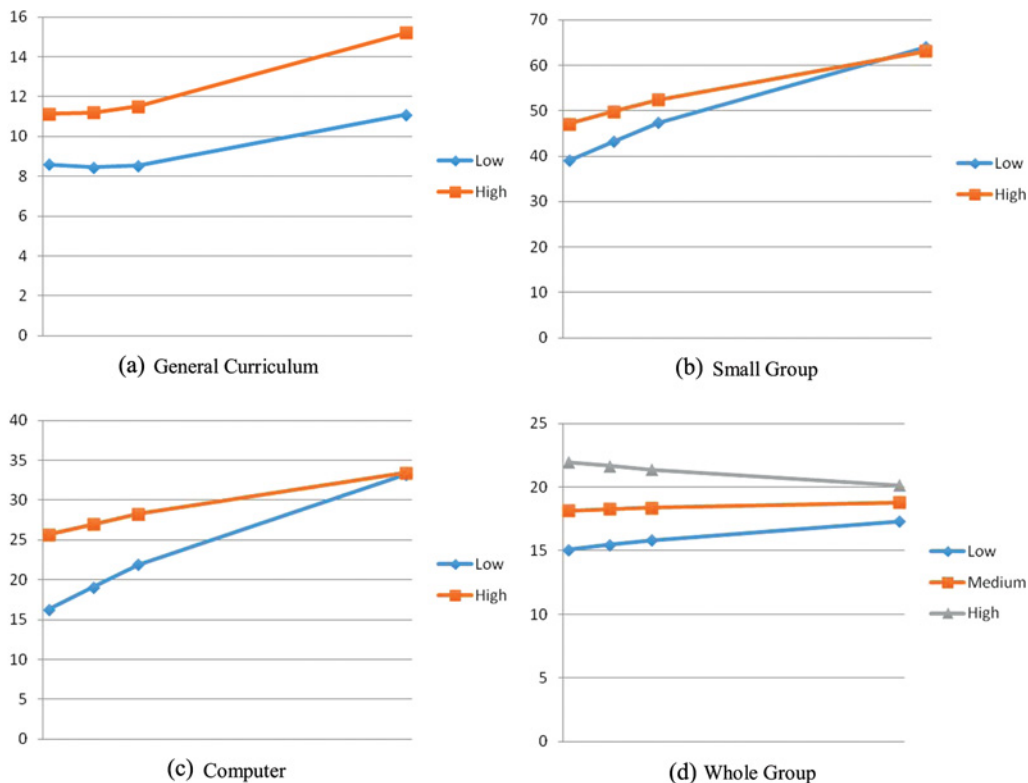 16
14
12
10
8
6
4
2
0
Low
High
(a) General Curriculum
70
60
50
40
30
20
10
0
Low
High
(b) Small Group
40
35
30
25
20
15
10
5
0
Low
High
(c) Computer
25
20
15
10
5
0
Low
Medium
High
(d) Whole Group